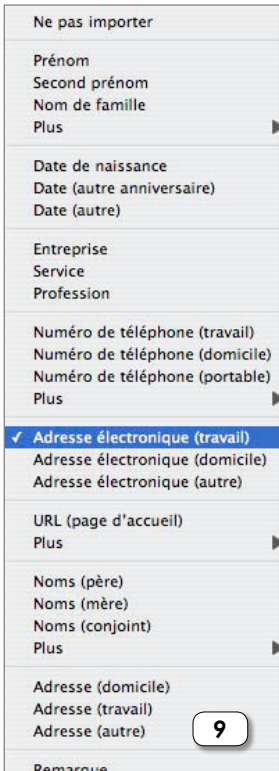 Ne pas importer
Prénom
Second prénom
Nom de famille
Plus
Date de naissance
Date (autre anniversaire)
Date (autre)
Entreprise
Service
Profession
Numéro de téléphone (travail)
Numéro de téléphone (domicile)
Numéro de téléphone (portable)
Plus
✓ Adresse électronique (travail)
Adresse électronique (domicile)
Adresse électronique (autre)
URL (page d'accueil)
Plus
Noms (père)
Noms (mère)
Noms (conjoint)
Plus
Adresse (domicile)
Adresse (travail)
Adresse (autre)
9
Remarque